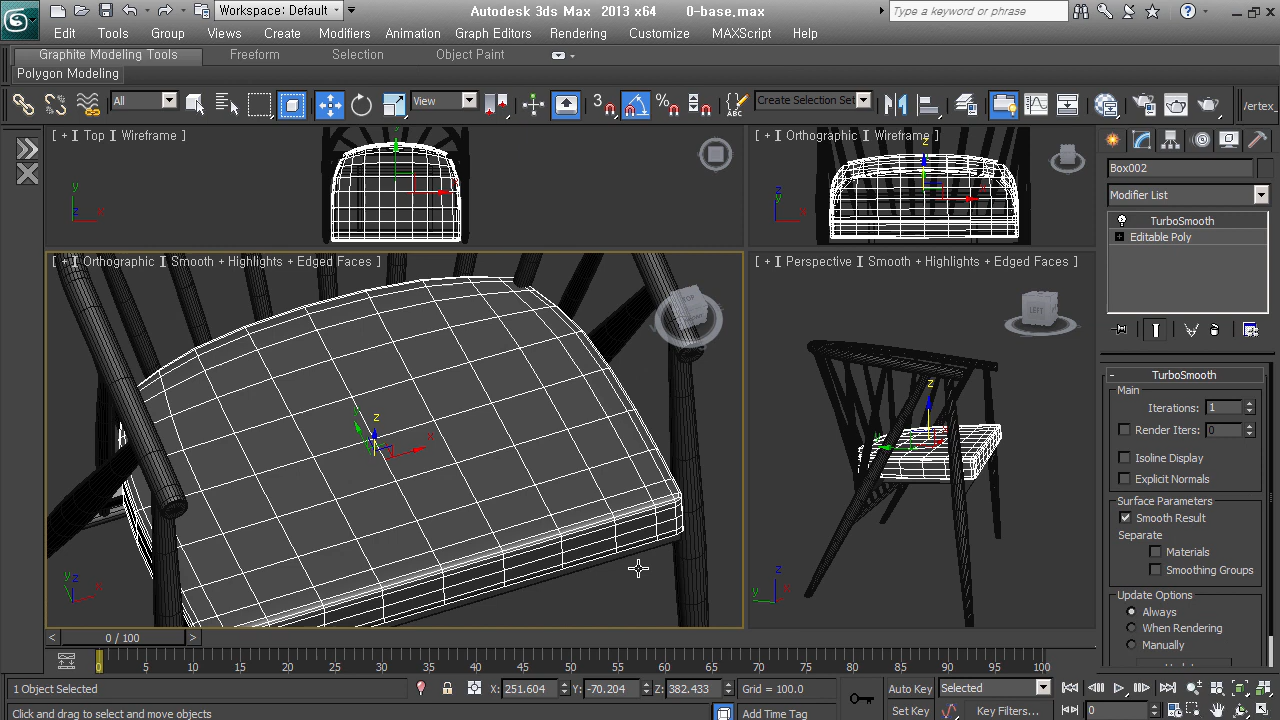 Workspace: Default
Autodesk 3ds Max 2013 x64 0-base.max
Type a keyword or phrase
Edit Tools Group Views Create Modifiers Animation Graph Editors Rendering Customize MAXScript Help
Graphite Modeling Tools Freeform Selection Object Paint
Polygon Modeling
All View 3 Create Selection Set ertex
[ + ][ Top ][ Wireframe ]
[ + ][ Orthographic ][ Wireframe ]
y
z
y
z
x
z
x
Box002
Modifier List
TurboSmooth
Editable Poly
[ + ][ Orthographic ][ Smooth + Highlights + Edged Faces ]
[ + ][ Perspective ][ Smooth + Highlights + Edged Faces ]
TOP
LEFT
z
y
x
z
y
y z
x
z
y
- TurboSmooth
Main
Iterations: 1
Render Iters: 0
Isoline Display
Explicit Normals
Surface Parameters
Smooth Result
Separate
Materials
Smoothing Groups
Update Options
Always
When Rendering
Manually
< 0 / 100 >
0 5 10 15 20 25 30 35 40 45 50 55 60 65 70 75 80 85 90 95 100
1 Object Selected X: 251.604 Y: -70.204 Z: 382.433 Grid = 100.0 Auto Key Selected
Click and drag to select and move objects Add Time Tag Set Key Key Filters... 0